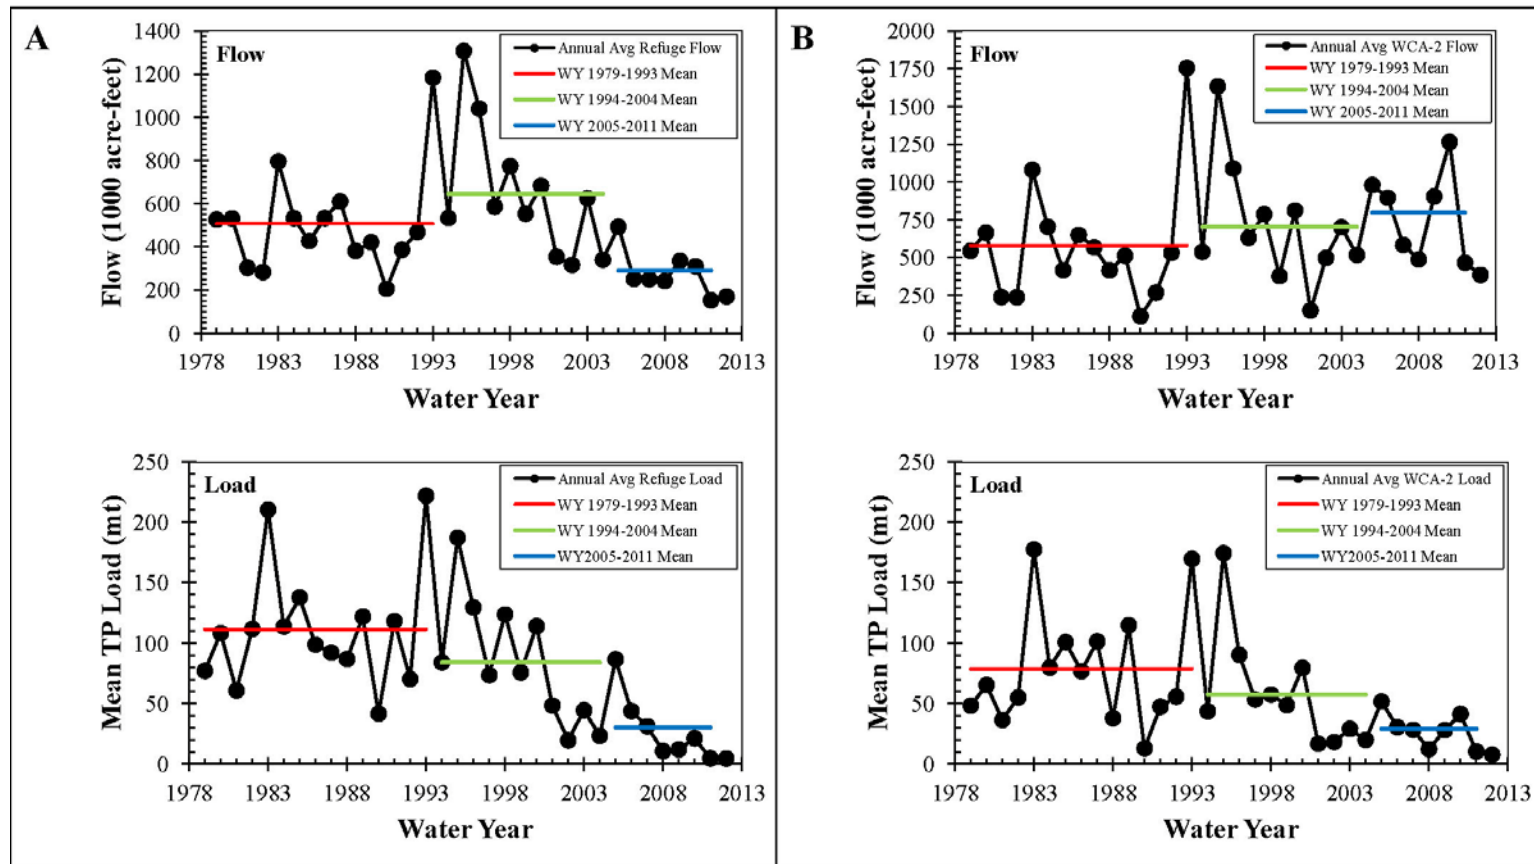 A
Flow
Annual Avg Refuge Flow
WY 1979-1993 Mean
WY 1994-2004 Mean
WY 2005-2011 Mean
Flow (1000 acre-feet)
1400
1200
1000
800
600
400
200
0
1978 1983 1988 1993 1998 2003 2008 2013
Water Year
Load
Annual Avg Refuge Load
WY 1979-1993 Mean
WY 1994-2004 Mean
WY2005-2011 Mean
Mean TP Load (mt)
250
200
150
100
50
0
1978 1983 1988 1993 1998 2003 2008 2013
Water Year
B
Flow
Annual Avg WCA-2 Flow
WY 1979-1993 Mean
WY 1994-2004 Mean
WY 2005-2011 Mean
Flow (1000 acre-feet)
2000
1750
1500
1250
1000
750
500
250
0
1978 1983 1988 1993 1998 2003 2008 2013
Water Year
Load
Annual Avg WCA-2 Load
WY 1979-1993 Mean
WY 1994-2004 Mean
WY 2005-2011 Mean
Mean TP Load (mt)
250
200
150
100
50
0
1978 1983 1988 1993 1998 2003 2008 2013
Water Year